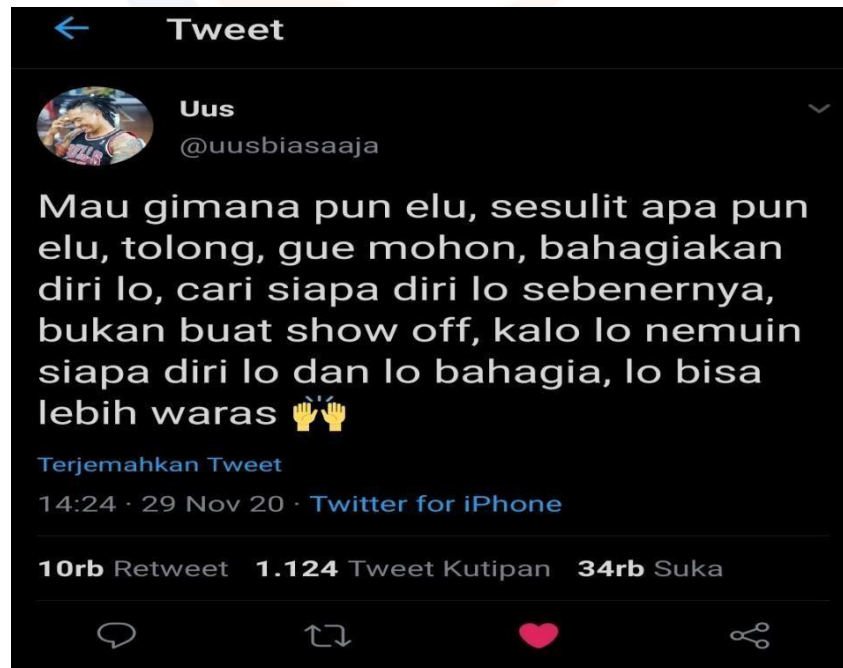 Tweet
Uus
@uusbiasaaja
Mau gimana pun elu, sesulit apa pun
elu, tolong, gue mohon, bahagiakan
diri lo, cari siapa diri lo sebenernya,
bukan buat show off, kalo lo nemuin
siapa diri lo dan lo bahagia, lo bisa
lebih waras 🙌
Terjemahkan Tweet
14:24 · 29 Nov 20 · Twitter for iPhone
10rb Retweet 1.124 Tweet Kutipan 34rb Suka